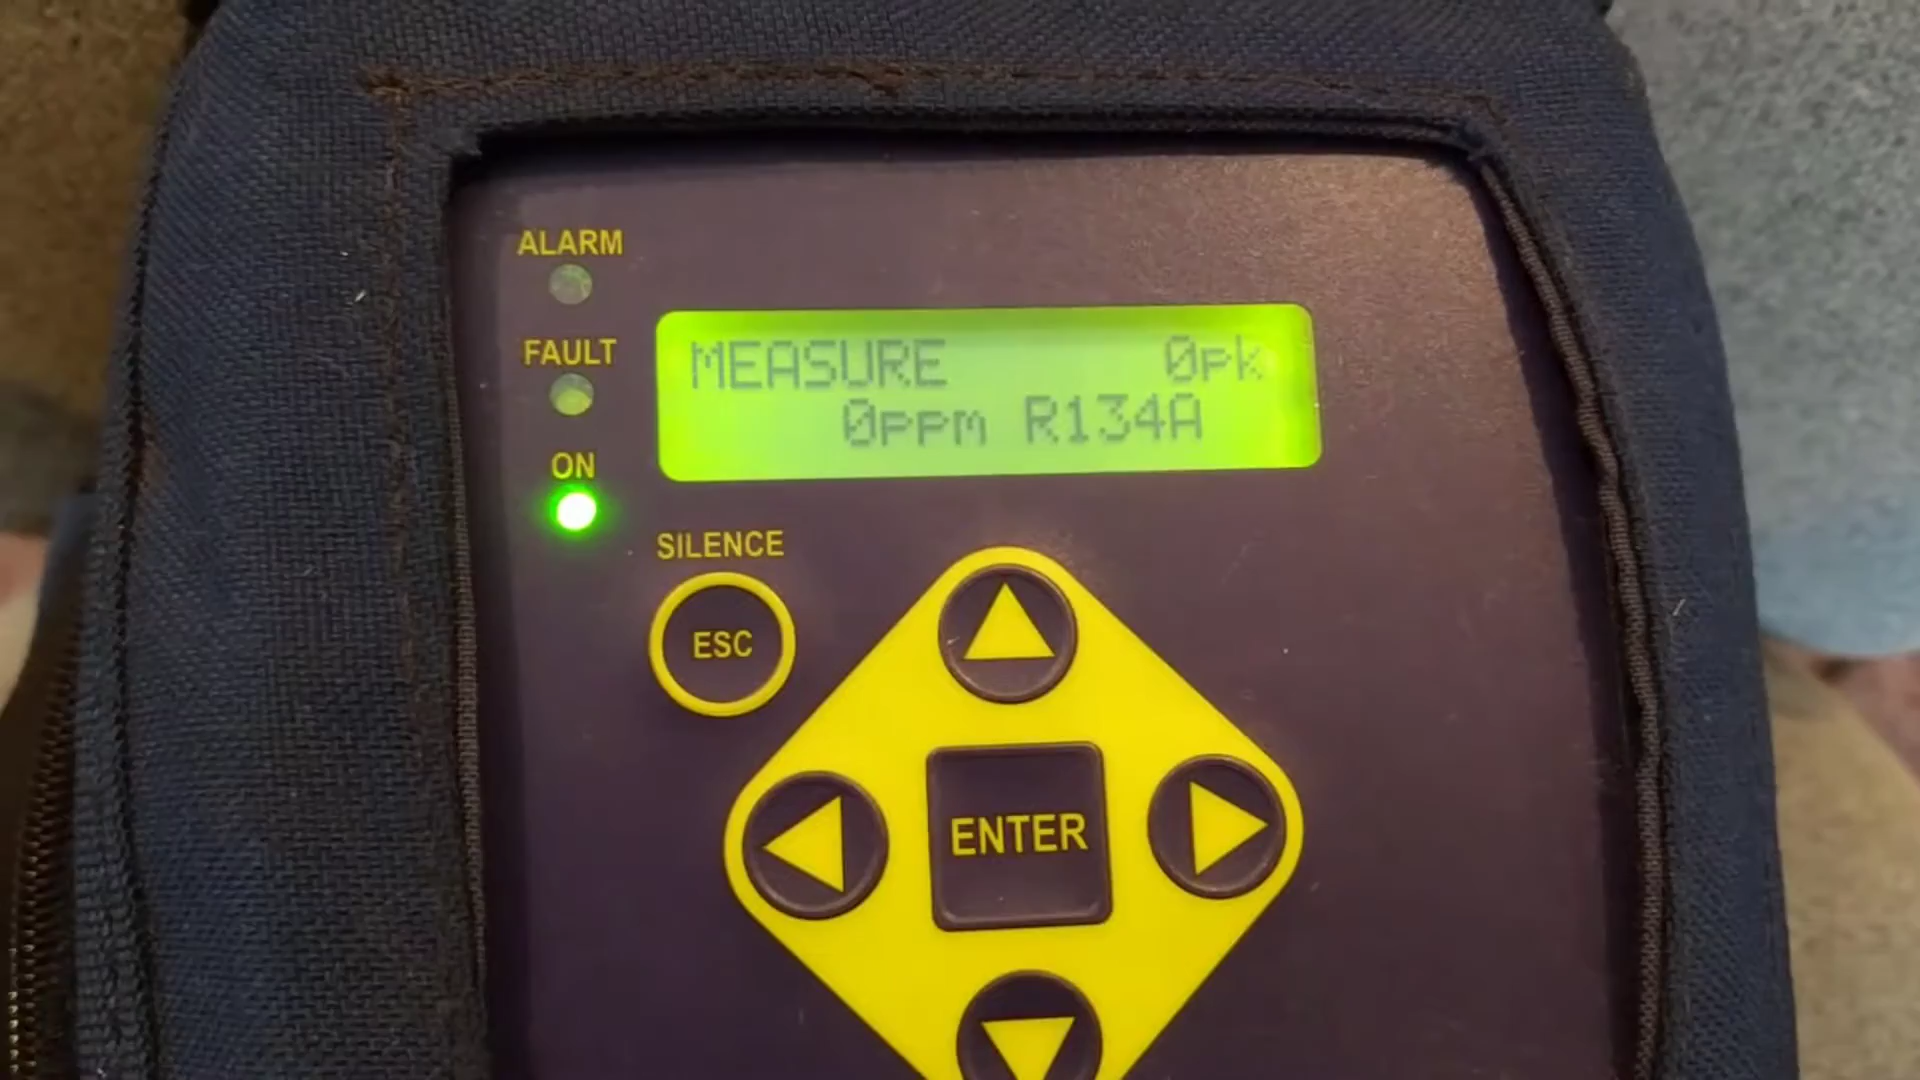 ALARM
FAULT
ON
MEASURE 0pk
0ppm R134A
SILENCE
ESC
ENTER